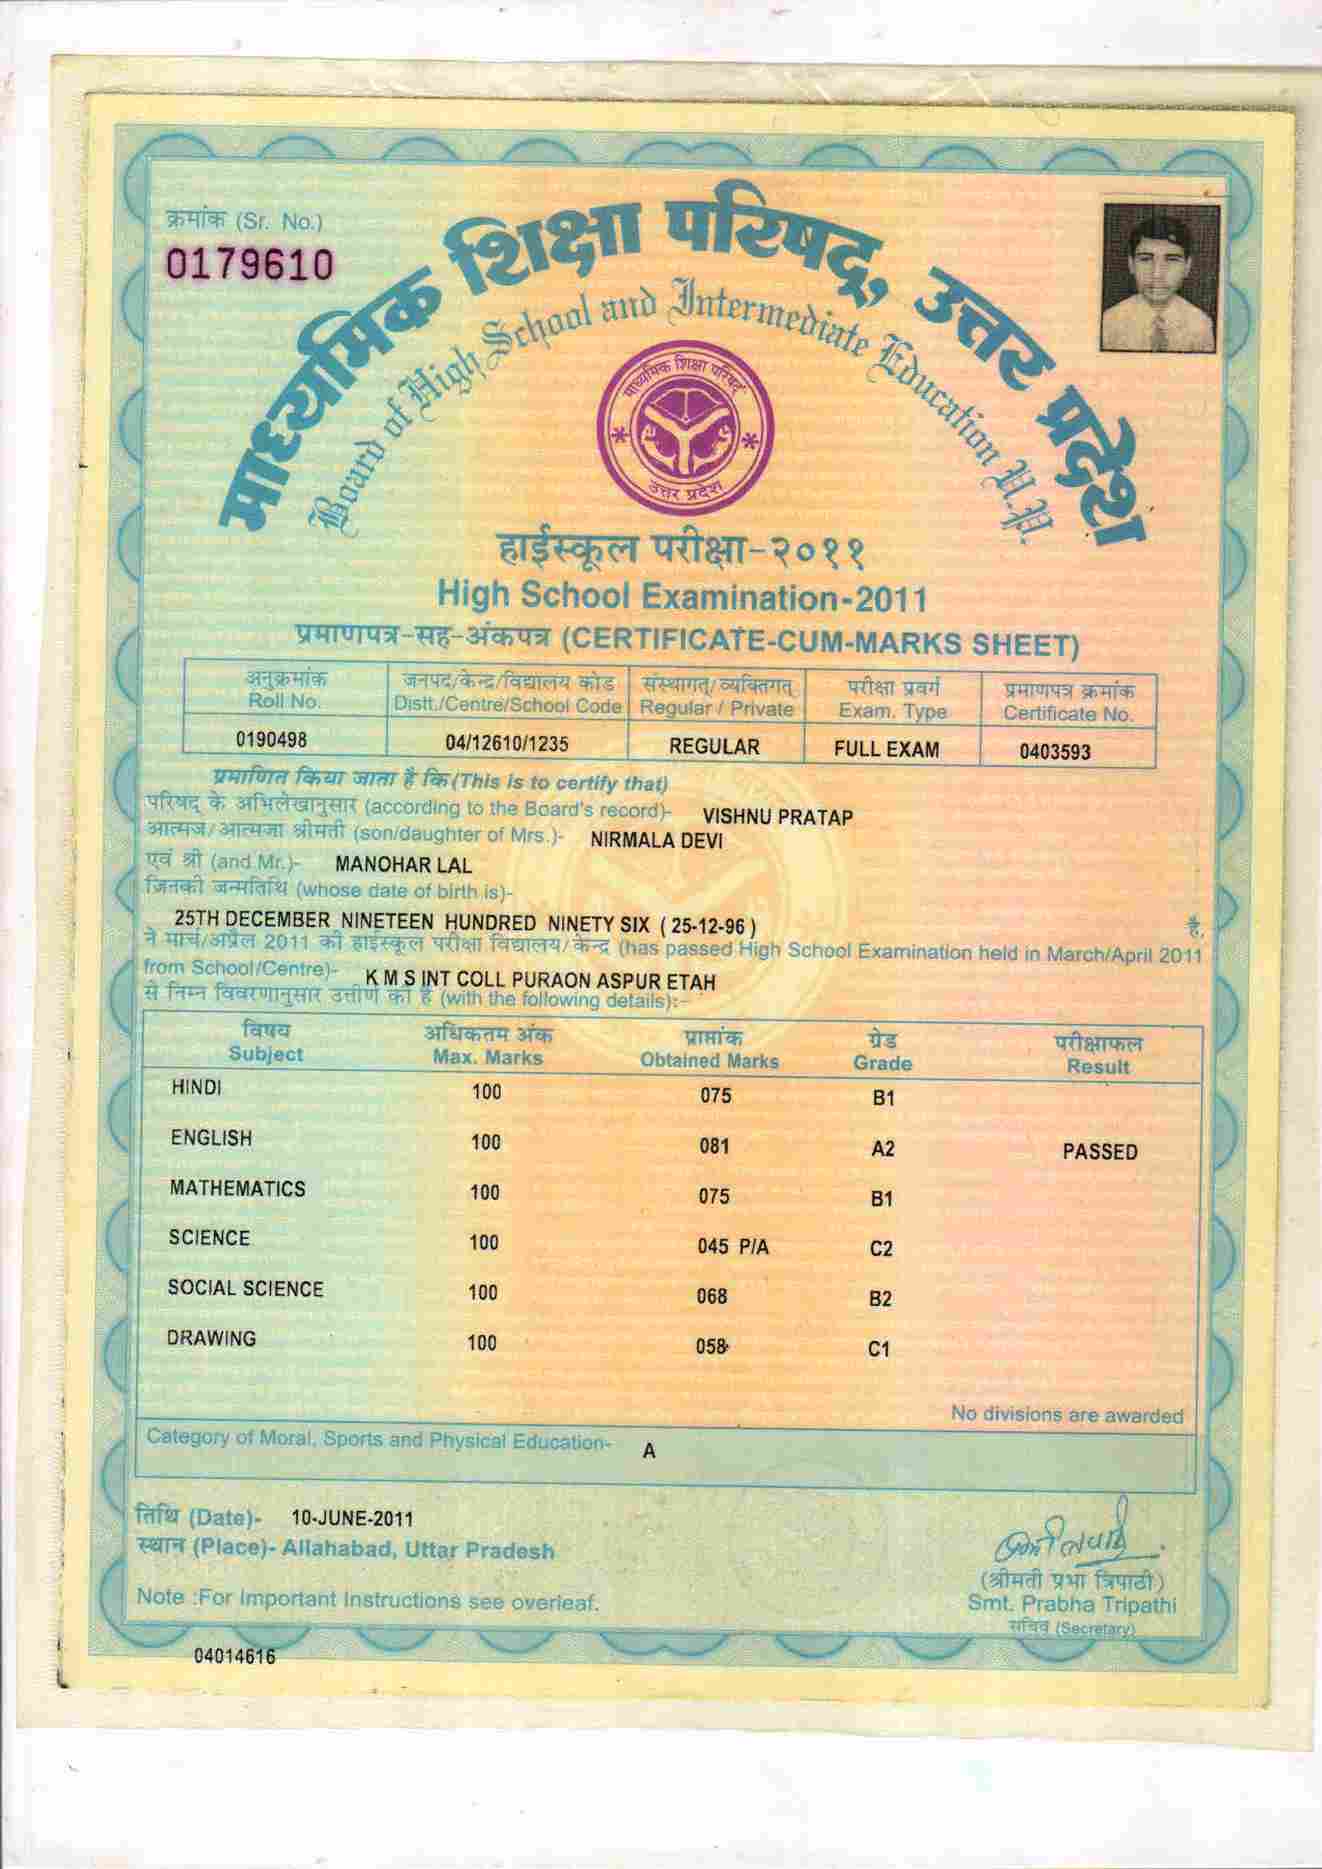 क्रमांक (Sr. No.)
0179610
माध्यमिक शिक्षा परिषद्, उत्तर प्रदेश
Board of High School and Intermediate Education U.P.
माध्यमिक शिक्षा परिषद्
उत्तर प्रदेश
हाईस्कूल परीक्षा-२०११
High School Examination-2011
प्रमाणपत्र-सह-अंकपत्र (CERTIFICATE-CUM-MARKS SHEET)
अनुक्रमांक जनपद/केन्द्र/विद्यालय कोड संस्थागत/व्यक्तिगत् परीक्षा प्रवर्ग प्रमाणपत्र क्रमांक
Roll No. Distt./Centre/School Code Regular / Private Exam. Type Certificate No.
0190498 04/12610/1235 REGULAR FULL EXAM 0403593
प्रमाणित किया जाता है कि (This is to certify that)
परिषद् के अभिलेखानुसार (according to the Board's record)- VISHNU PRATAP
आत्मज/आत्मजा श्रीमती (son/daughter of Mrs.)- NIRMALA DEVI
एवं श्री (and Mr.)- MANOHAR LAL
जिनकी जन्मतिथि (whose date of birth is)-
25TH DECEMBER NINETEEN HUNDRED NINETY SIX ( 25-12-96 ) है,
ने मार्च/अप्रैल 2011 की हाईस्कूल परीक्षा विद्यालय/केन्द्र (has passed High School Examination held in March/April 2011
from School/Centre)- K M S INT COLL PURAON ASPUR ETAH
से निम्न विवरणानुसार उत्तीर्ण की है (with the following details):-
विषय अधिकतम अंक प्राप्तांक ग्रेड परीक्षाफल
Subject Max. Marks Obtained Marks Grade Result
HINDI 100 075 B1
ENGLISH 100 081 A2 PASSED
MATHEMATICS 100 075 B1
SCIENCE 100 045 P/A C2
SOCIAL SCIENCE 100 068 B2
DRAWING 100 058 C1
No divisions are awarded
Category of Moral, Sports and Physical Education- A
तिथि (Date)- 10-JUNE-2011
स्थान (Place)- Allahabad, Uttar Pradesh
(श्रीमती प्रभा त्रिपाठी)
Smt. Prabha Tripathi
सचिव (Secretary)
Note :For Important Instructions see overleaf.
04014616